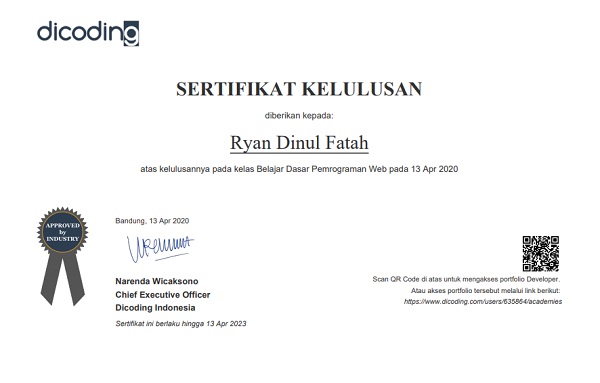 dicoding
SERTIFIKAT KELULUSAN
diberikan kepada:
Ryan Dinul Fatah
atas kelulusannya pada kelas Belajar Dasar Pemrograman Web pada 13 Apr 2020
APPROVED
by
INDUSTRY
Bandung, 13 Apr 2020
Narenda Wicaksono
Chief Executive Officer
Dicoding Indonesia
Sertifikat ini berlaku hingga 13 Apr 2023
Scan QR Code di atas untuk mengakses portfolio Developer.
Atau akses portfolio tersebut melalui link berikut:
https://www.dicoding.com/users/635864/academies